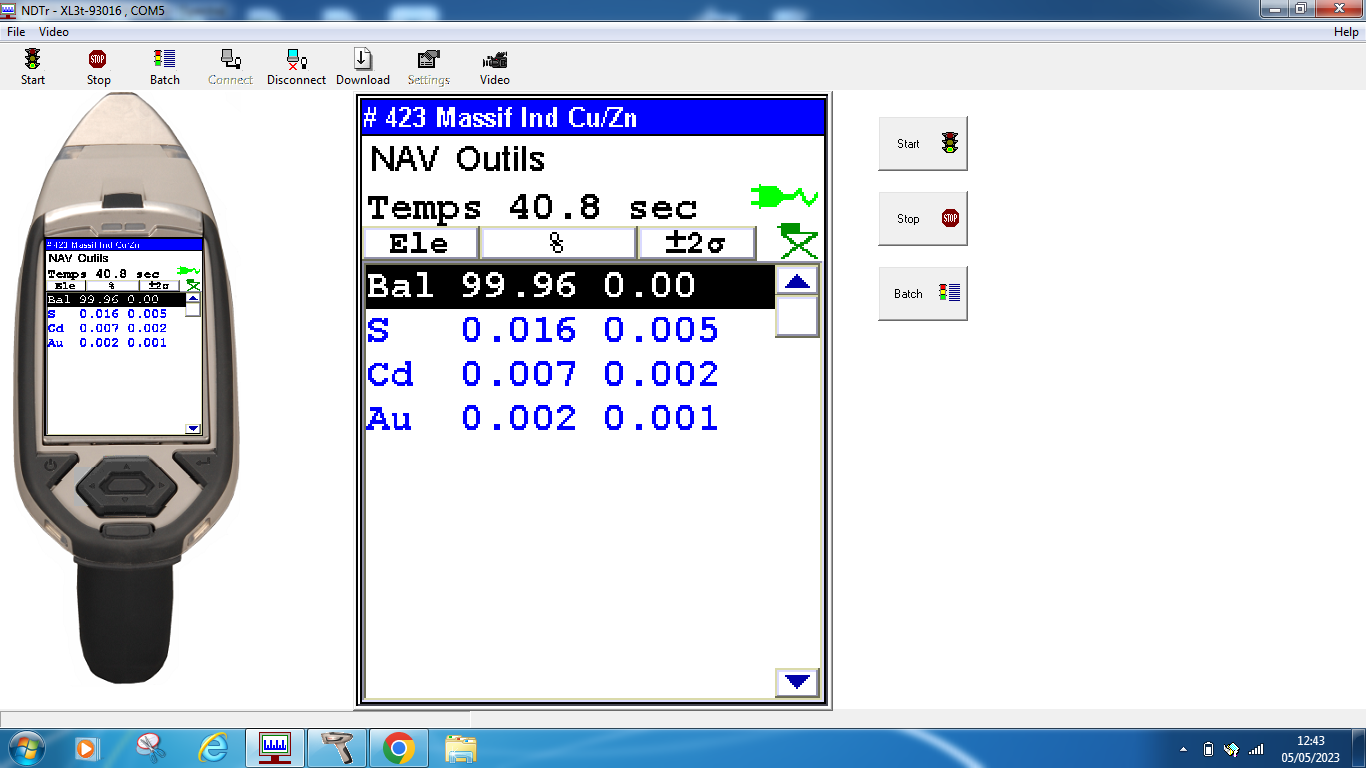 NDTr - XL3t-93016 , COM5
File Video Help
Start Stop Batch Connect Disconnect Download Settings Video
# 423 Massif Ind Cu/Zn
NAV Outils
Temps 40.8 sec
Ele % ±2σ
Bal 99.96 0.00
S 0.016 0.005
Cd 0.007 0.002
Au 0.002 0.001
# 423 Massif Ind Cu/Zn
NAV Outils
Temps 40.8 sec
Ele % ±2σ
Bal 99.96 0.00
S 0.016 0.005
Cd 0.007 0.002
Au 0.002 0.001
Start
STOP
Stop
Batch
12:43
05/05/2023